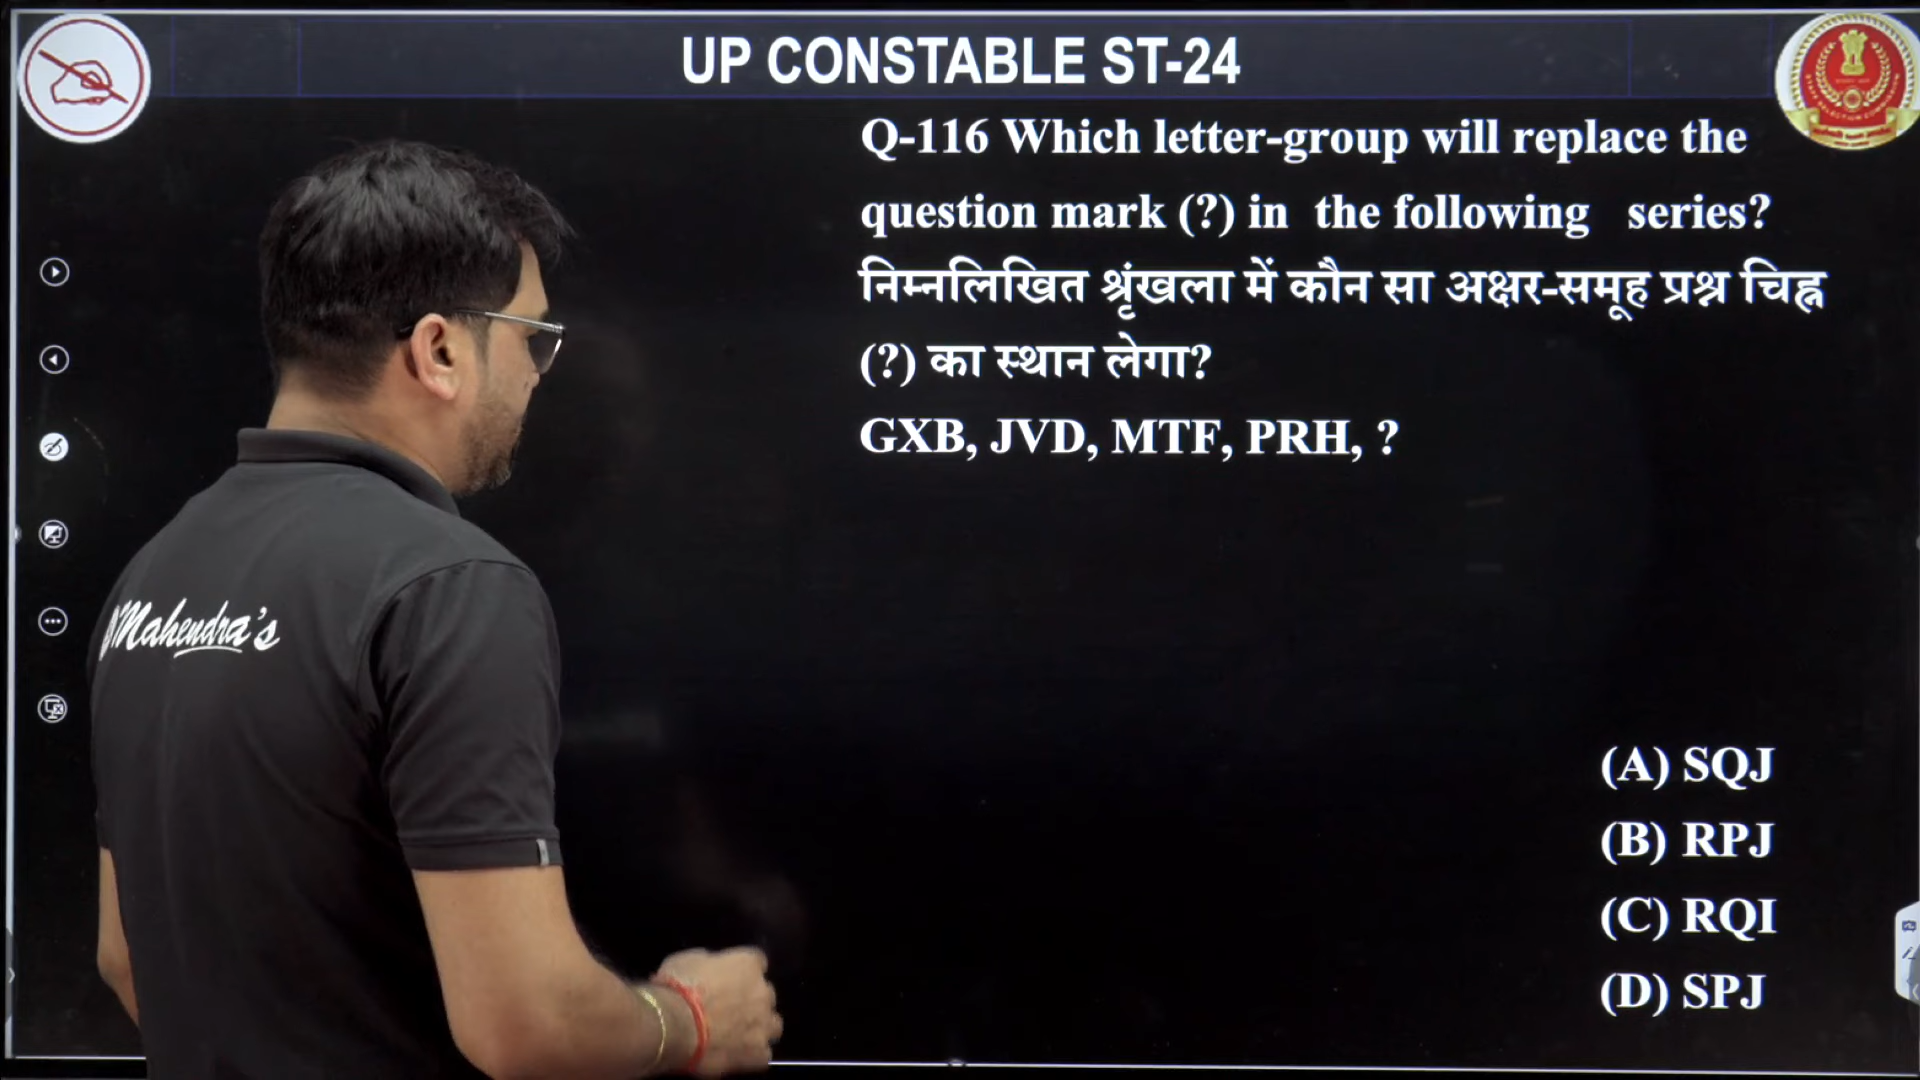 UP CONSTABLE ST-24
Q-116 Which letter-group will replace the
question mark (?) in the following series?
निम्नलिखित श्रृंखला में कौन सा अक्षर-समूह प्रश्न चिह्न
(?) का स्थान लेगा?
GXB, JVD, MTF, PRH, ?
Mahendra's
(A) SQJ
(B) RPJ
(C) RQI
(D) SPJ